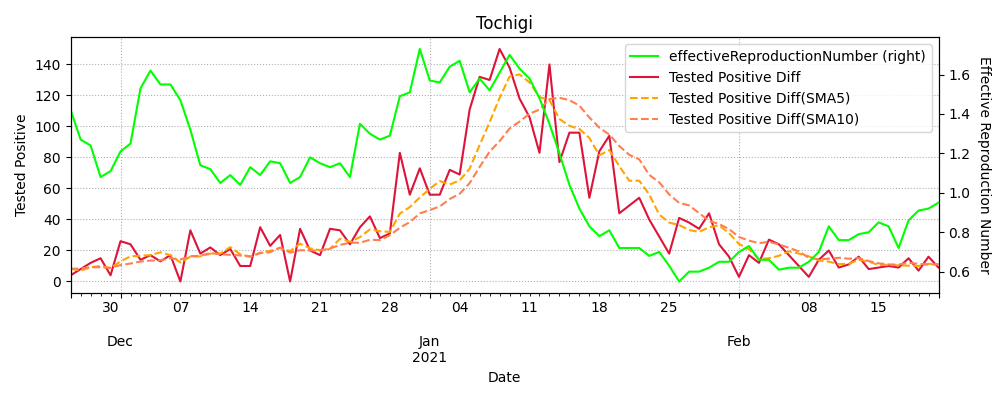 Tochigi
effectiveReproductionNumber (right)
Tested Positive Diff
Tested Positive Diff(SMA5)
Tested Positive Diff(SMA10)
Tested Positive
140
120
100
80
60
40
20
0
Effective Reproduction Number
1.6
1.4
1.2
1.0
0.8
0.6
30 07 14 21 28 04 11 18 25 08 15
Dec Jan Feb
2021
Date